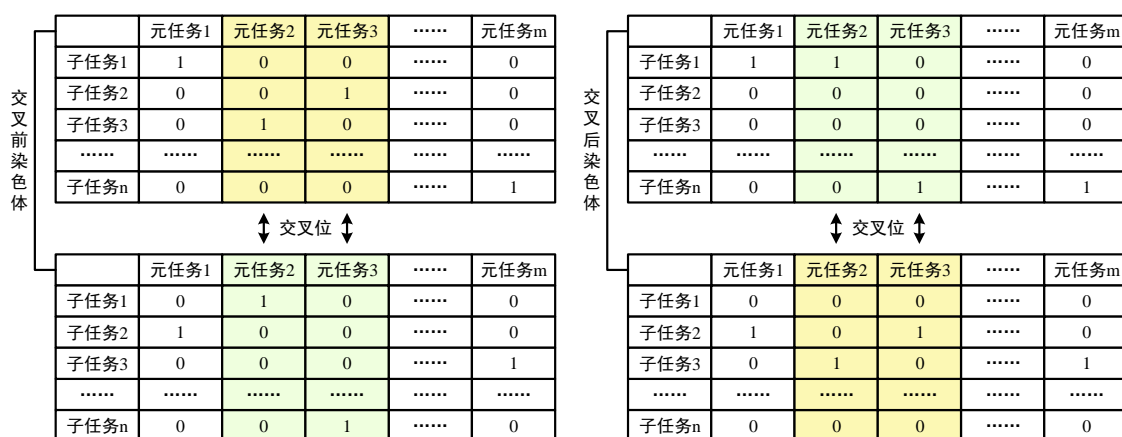 交叉前染色体
元任务1 元任务2 元任务3 …… 元任务m
子任务1 1 0 0 …… 0
子任务2 0 0 1 …… 0
子任务3 0 1 0 …… 0
…… …… …… …… …… ……
子任务n 0 0 0 …… 1
交叉位
元任务1 元任务2 元任务3 …… 元任务m
子任务1 0 1 0 …… 0
子任务2 1 0 0 …… 0
子任务3 0 0 0 …… 1
…… …… …… …… …… ……
子任务n 0 0 1 …… 0
交叉后染色体
元任务1 元任务2 元任务3 …… 元任务m
子任务1 1 1 0 …… 0
子任务2 0 0 0 …… 0
子任务3 0 0 0 …… 0
…… …… …… …… …… ……
子任务n 0 0 1 …… 1
交叉位
元任务1 元任务2 元任务3 …… 元任务m
子任务1 0 0 0 …… 0
子任务2 1 0 1 …… 0
子任务3 0 1 0 …… 1
…… …… …… …… …… ……
子任务n 0 0 0 …… 0